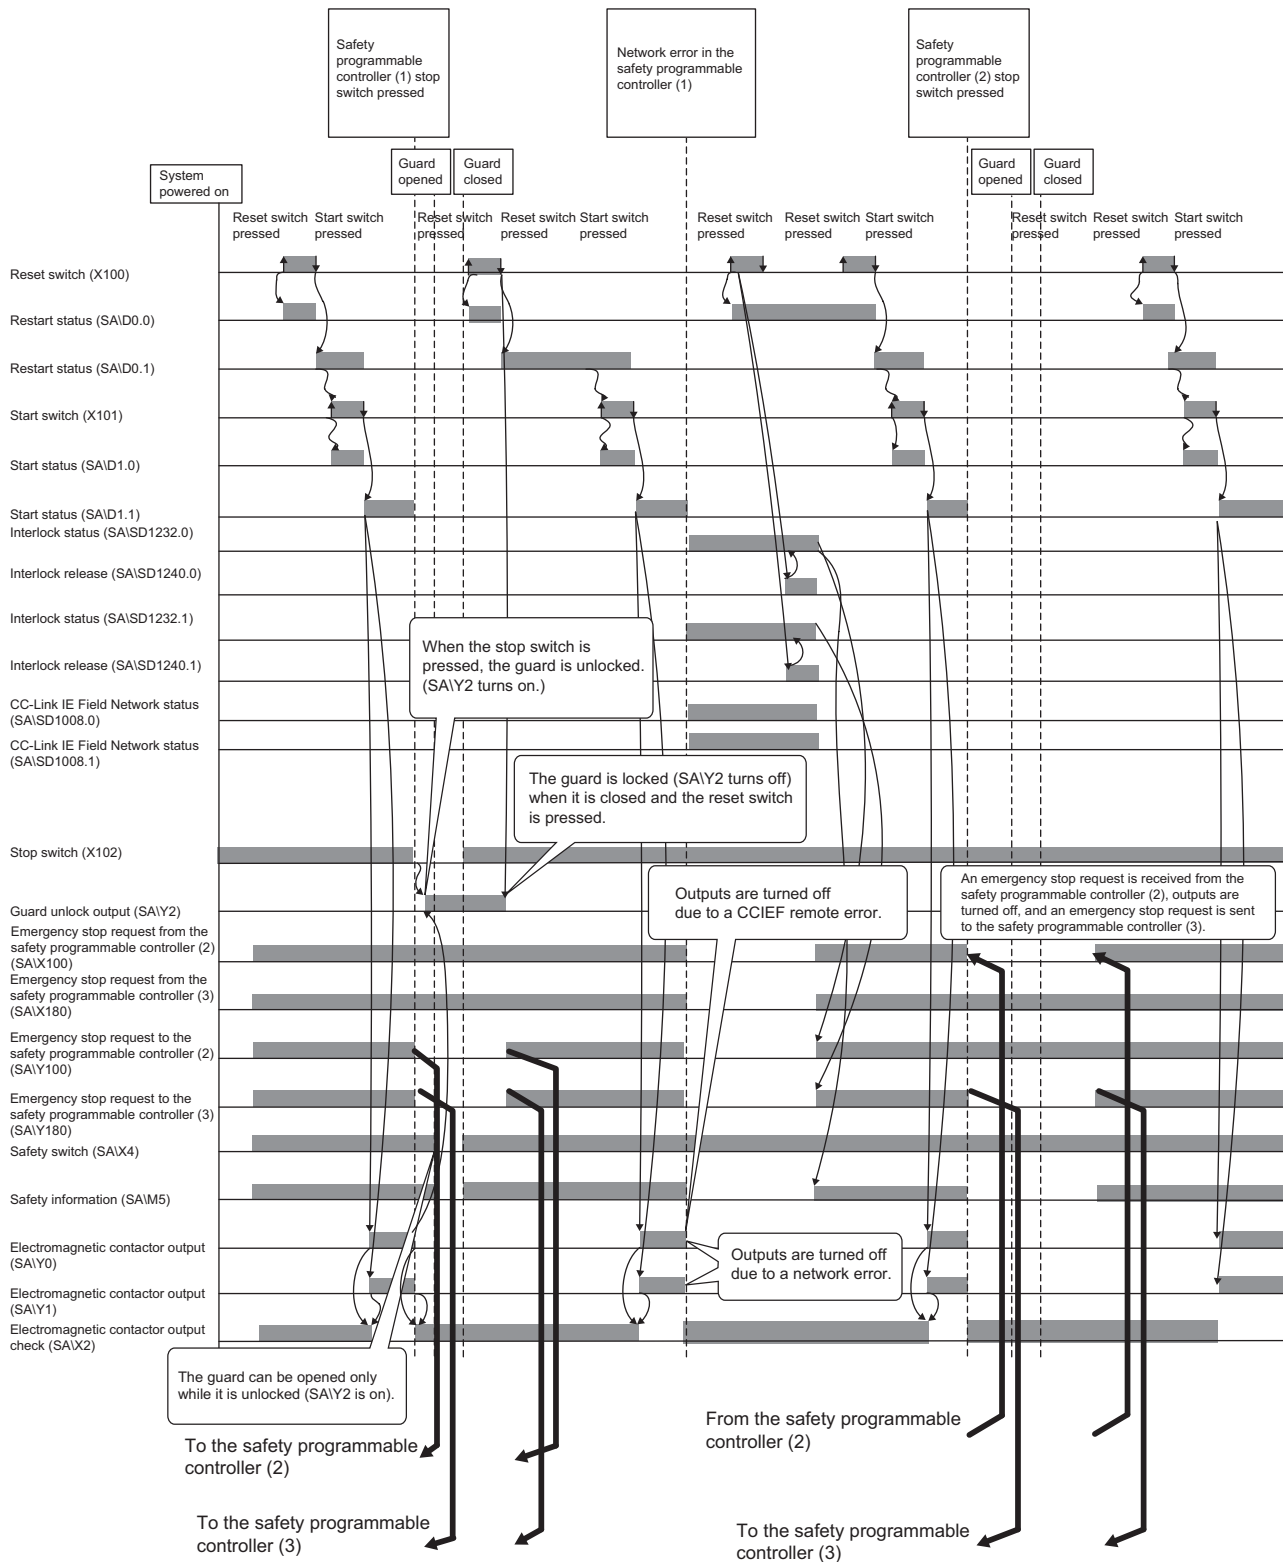 Safety
programmable
controller (1) stop
switch pressed
Network error in the
safety programmable
controller (1)
Safety
programmable
controller (2) stop
switch pressed
System
powered on
Guard
opened
Guard
closed
Guard
opened
Guard
closed
Reset switch
pressed
Start switch
pressed
Reset switch
pressed
Reset switch
pressed
Start switch
pressed
Reset switch
pressed
Reset switch
pressed
Start switch
pressed
Reset switch
pressed
Reset switch
pressed
Start switch
pressed
Reset switch (X100)
Restart status (SA\D0.0)
Restart status (SA\D0.1)
Start switch (X101)
Start status (SA\D1.0)
Start status (SA\D1.1)
Interlock status (SA\SD1232.0)
Interlock release (SA\SD1240.0)
Interlock status (SA\SD1232.1)
Interlock release (SA\SD1240.1)
CC-Link IE Field Network status
(SA\SD1008.0)
CC-Link IE Field Network status
(SA\SD1008.1)
When the stop switch is
pressed, the guard is unlocked.
(SA\Y2 turns on.)
The guard is locked (SA\Y2 turns off)
when it is closed and the reset switch
is pressed.
Stop switch (X102)
Guard unlock output (SA\Y2)
Outputs are turned off
due to a CCIEF remote error.
An emergency stop request is received from the
safety programmable controller (2), outputs are
turned off, and an emergency stop request is sent
to the safety programmable controller (3).
Emergency stop request from the
safety programmable controller (2)
(SA\X100)
Emergency stop request from the
safety programmable controller (3)
(SA\X180)
Emergency stop request to the
safety programmable controller (2)
(SA\Y100)
Emergency stop request to the
safety programmable controller (3)
(SA\Y180)
Safety switch (SA\X4)
Safety information (SA\M5)
Electromagnetic contactor output
(SA\Y0)
Electromagnetic contactor output
(SA\Y1)
Electromagnetic contactor output
check (SA\X2)
Outputs are turned off
due to a network error.
The guard can be opened only
while it is unlocked (SA\Y2 is on).
To the safety programmable
controller (2)
To the safety programmable
controller (3)
From the safety programmable
controller (2)
To the safety programmable
controller (3)